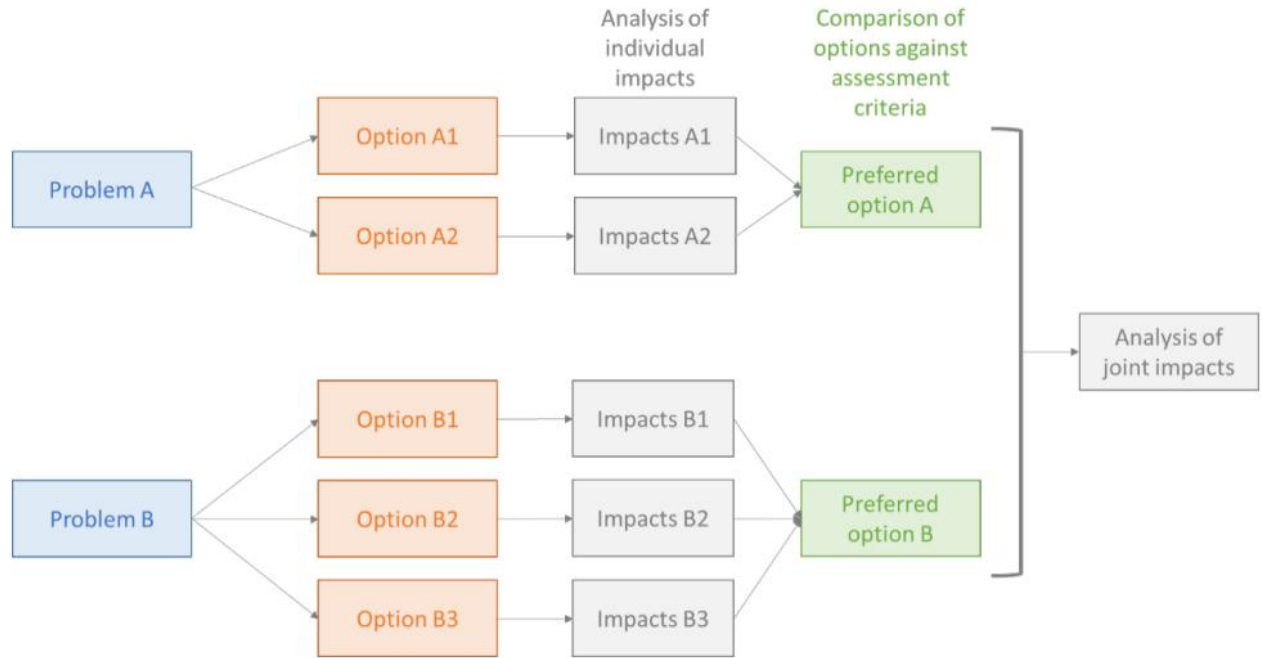 Analysis of
individual
impacts
Comparison of
options against
assessment
criteria
Option A1
Impacts A1
Problem A
Preferred
option A
Option A2
Impacts A2
Analysis of
joint impacts
Option B1
Impacts B1
Problem B
Option B2
Impacts B2
Preferred
option B
Option B3
Impacts B3